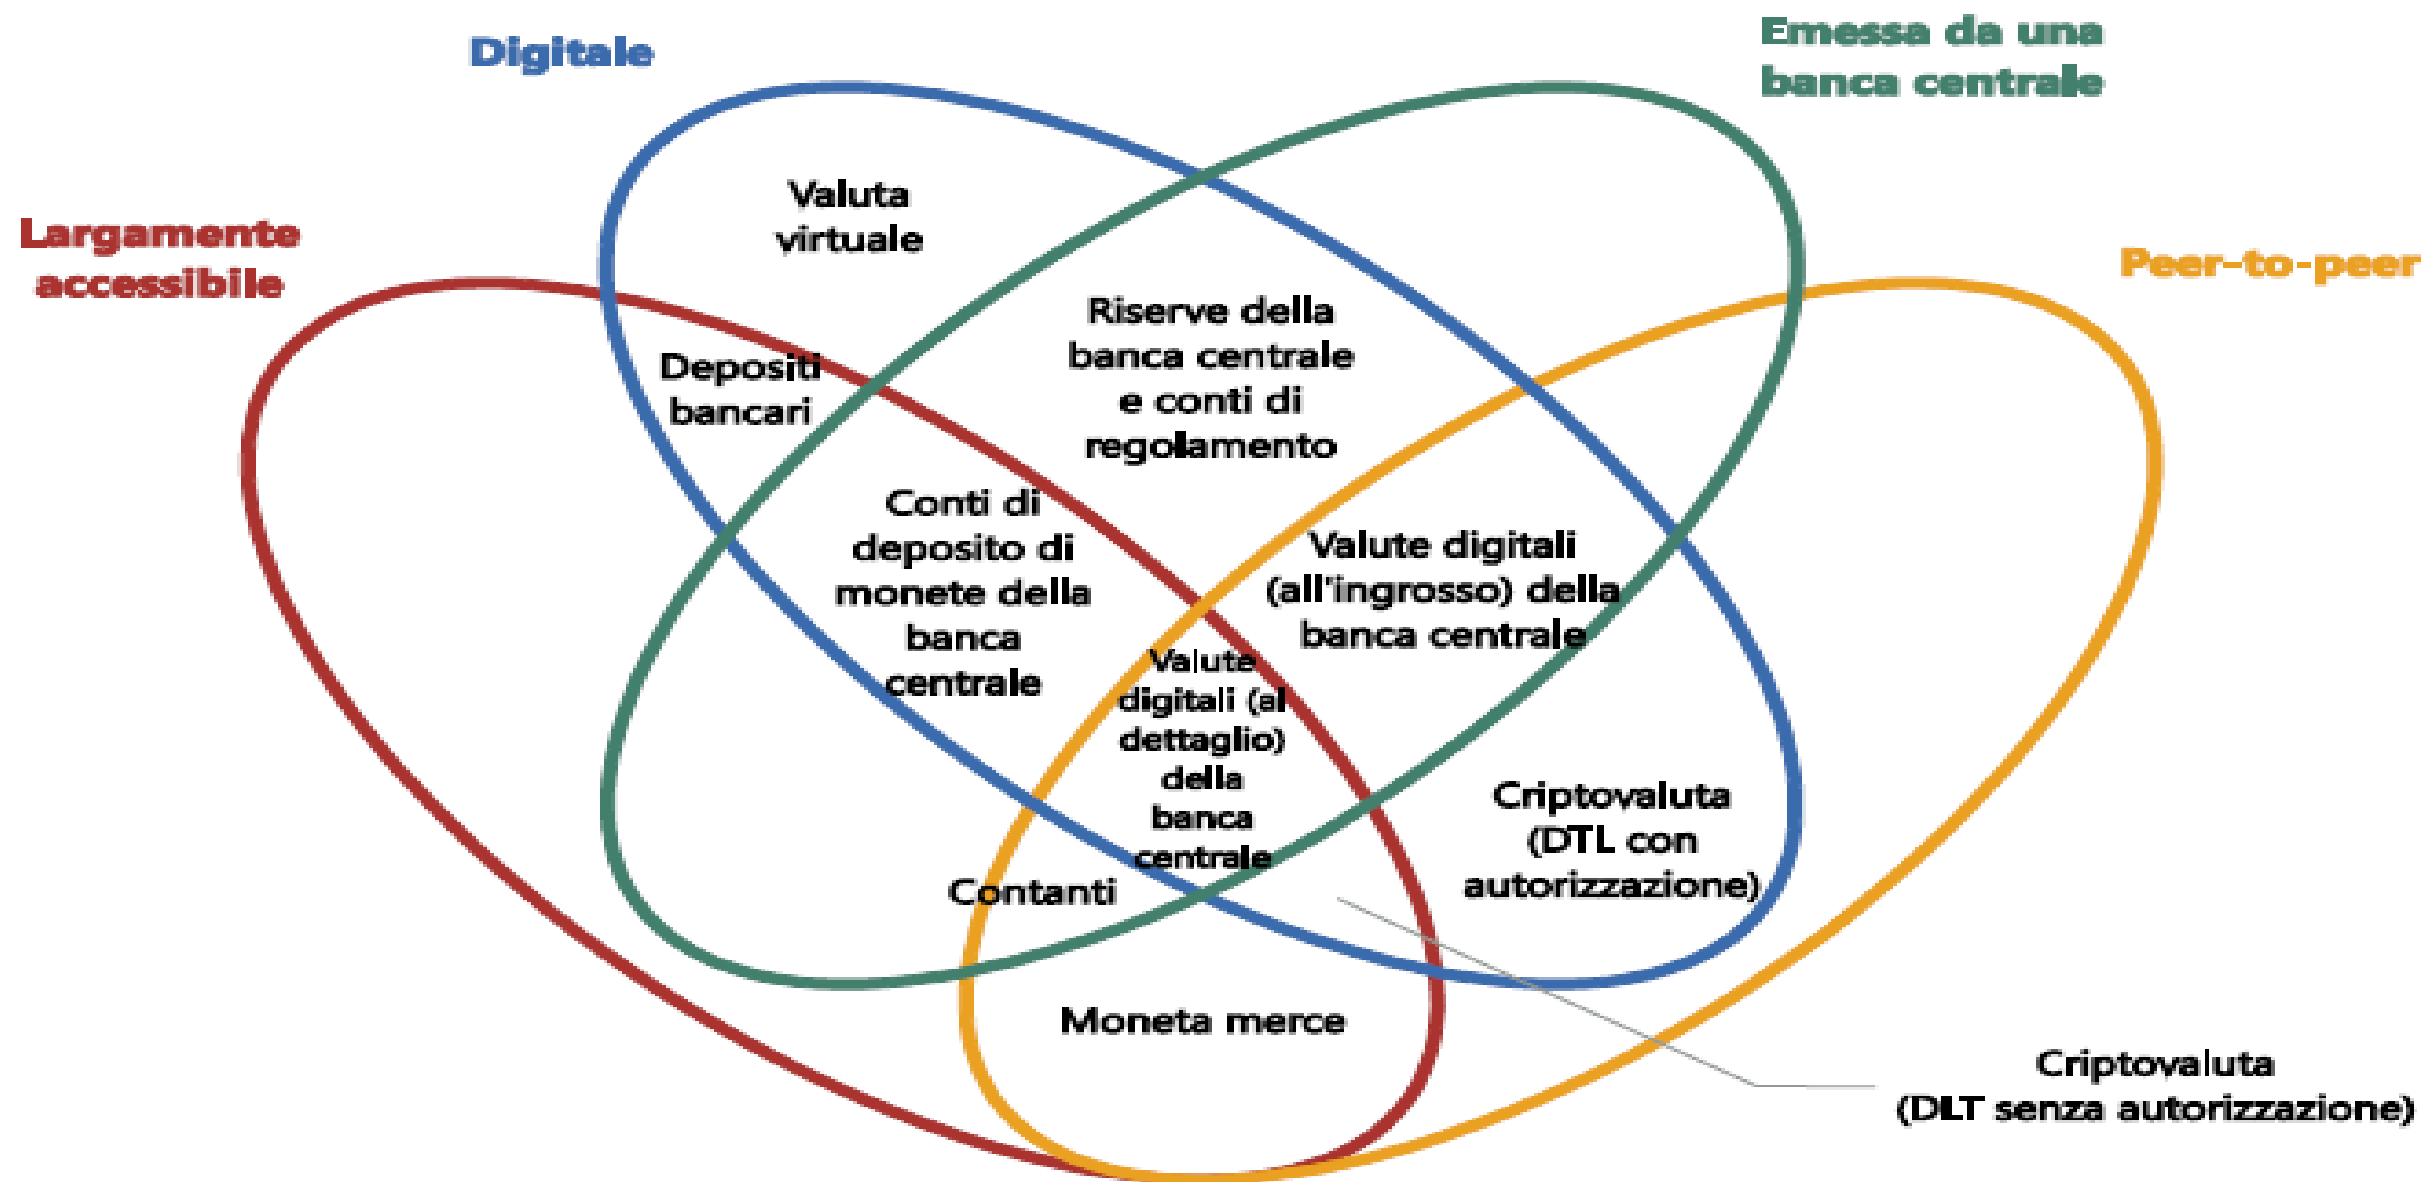 Digitale
Emessa da una
banca centrale
Largamente
accessibile
Peer-to-peer
Valuta
virtuale
Depositi
bancari
Riserve della
banca centrale
e conti di
regolamento
Conti di
deposito di
monete della
banca
centrale
Valute digitali
(all'ingrosso) della
banca centrale
Valute
digitali (al
dettaglio)
della
banca
centrale
Criptovaluta
(DTL con
autorizzazione)
Contanti
Moneta merce
Criptovaluta
(DLT senza autorizzazione)